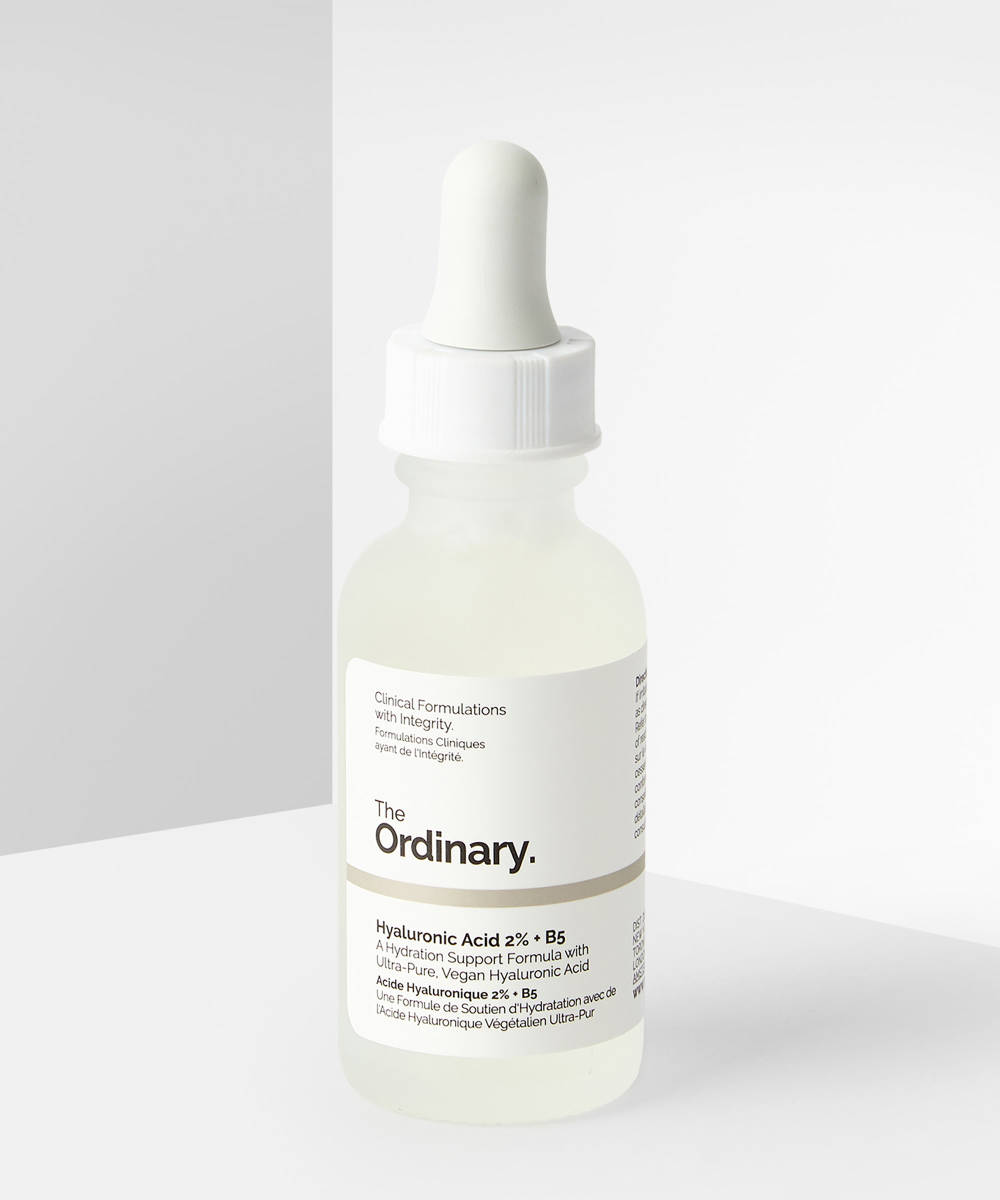 Clinical Formulations
with Integrity.
Formulations Cliniques
ayant de l'Intégrité.
The
Ordinary.
Hyaluronic Acid 2% + B5
A Hydration Support Formula with
Ultra-Pure, Vegan Hyaluronic Acid
Acide Hyaluronique 2% + B5
Une Formule de Soutien d'Hydratation avec de
l'Acide Hyaluronique Végétalien Ultra-Pur